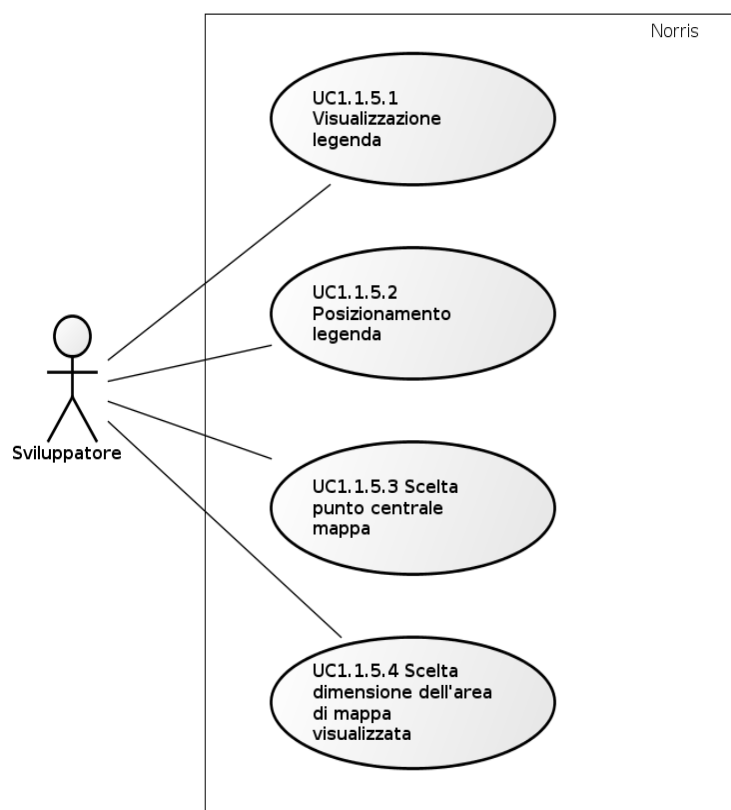 Norris
UC1.1.5.1
Visualizzazione
legenda
UC1.1.5.2
Posizionamento
legenda
Sviluppatore
UC1.1.5.3 Scelta
punto centrale
mappa
UC1.1.5.4 Scelta
dimensione dell'area
di mappa
visualizzata